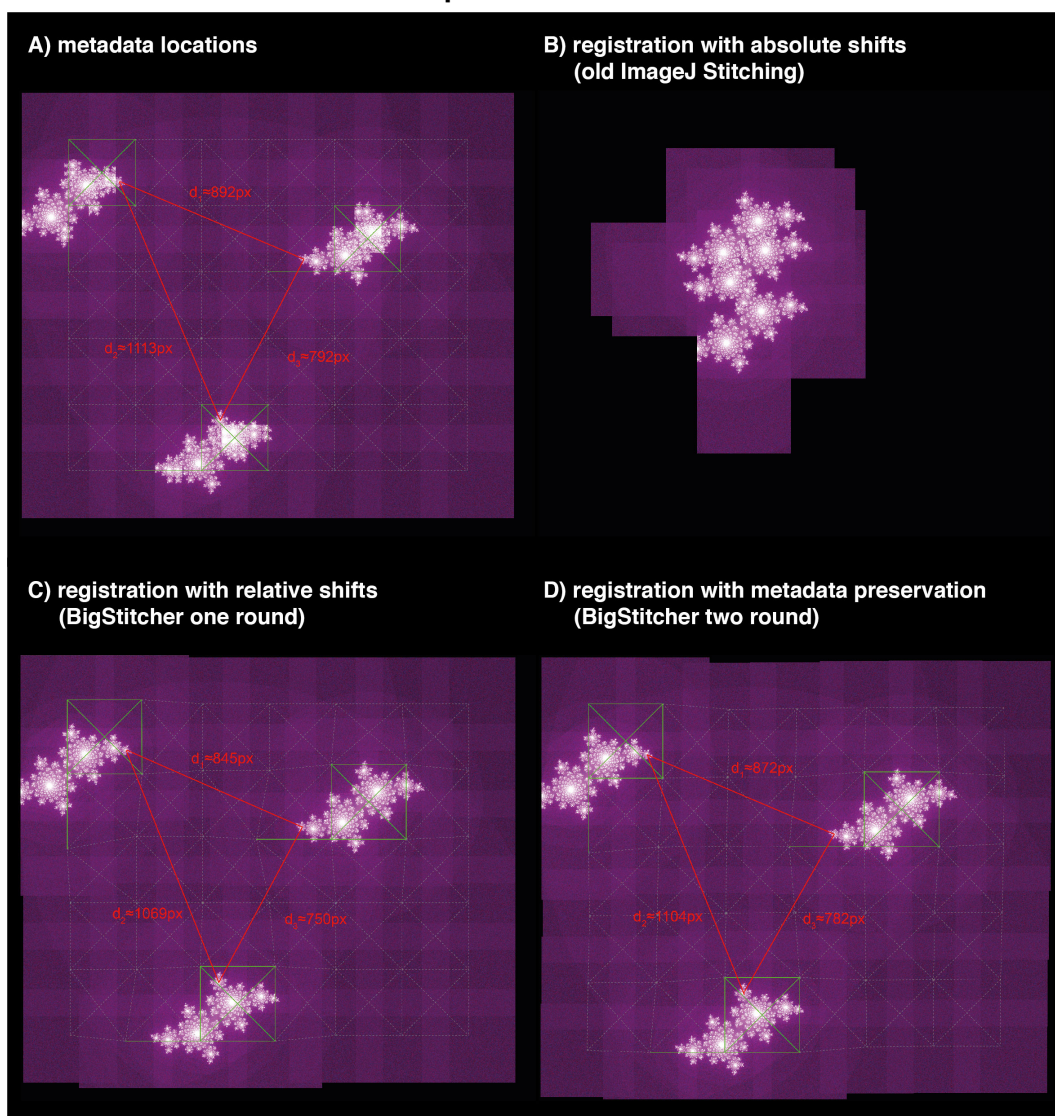 A) metadata locations
B) registration with absolute shifts
(old ImageJ Stitching)
d₁≈892px
d₂≈1113px
d₃≈792px
C) registration with relative shifts
(BigStitcher one round)
D) registration with metadata preservation
(BigStitcher two round)
d₁≈845px
d₁≈872px
d₂≈1069px
d₃≈750px
d₂≈1104px
d₃≈782px